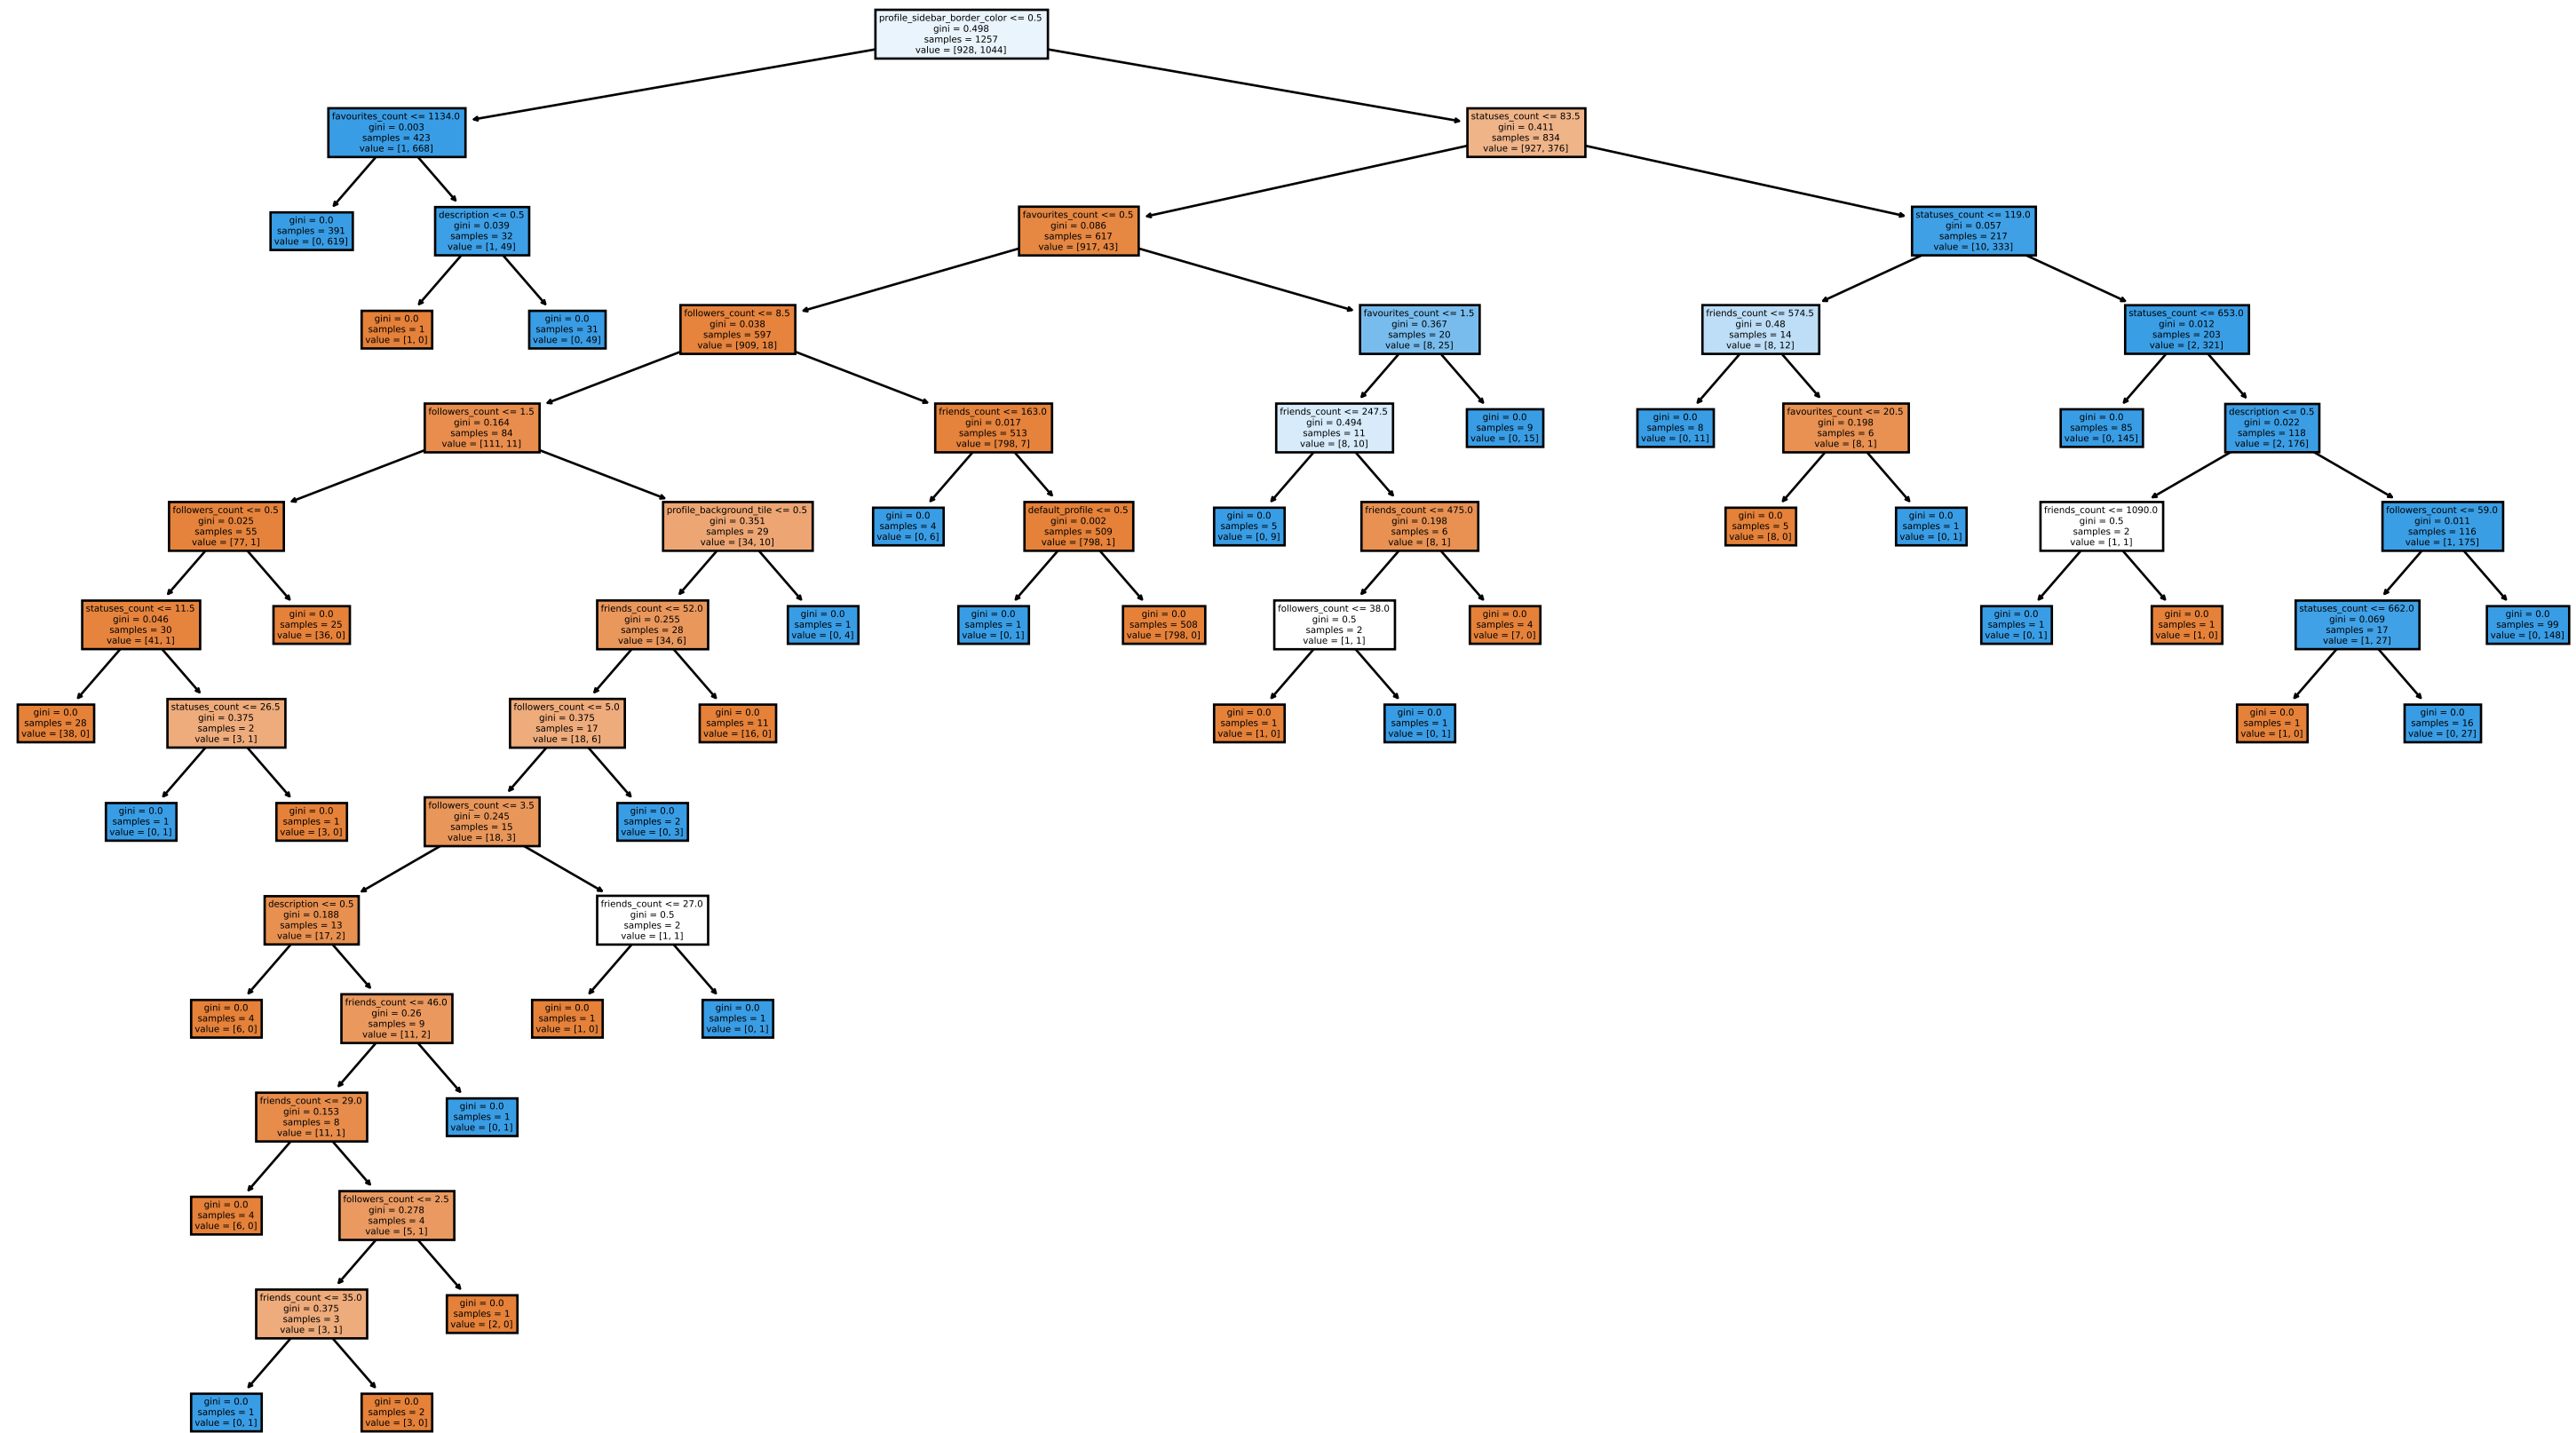 profile_sidebar_border_color <= 0.5
gini = 0.498
samples = 1257
value = [928, 1044]
favourites_count <= 1134.0
gini = 0.003
samples = 423
value = [1, 668]
statuses_count <= 83.5
gini = 0.411
samples = 834
value = [927, 376]
gini = 0.0
samples = 391
value = [0, 619]
description <= 0.5
gini = 0.039
samples = 32
value = [1, 49]
favourites_count <= 0.5
gini = 0.086
samples = 617
value = [917, 43]
statuses_count <= 119.0
gini = 0.057
samples = 217
value = [10, 333]
gini = 0.0
samples = 1
value = [1, 0]
gini = 0.0
samples = 31
value = [0, 49]
followers_count <= 8.5
gini = 0.038
samples = 597
value = [909, 18]
favourites_count <= 1.5
gini = 0.367
samples = 20
value = [8, 25]
friends_count <= 574.5
gini = 0.48
samples = 14
value = [8, 12]
statuses_count <= 653.0
gini = 0.012
samples = 203
value = [2, 321]
followers_count <= 1.5
gini = 0.164
samples = 84
value = [111, 11]
friends_count <= 163.0
gini = 0.017
samples = 513
value = [798, 7]
friends_count <= 247.5
gini = 0.494
samples = 11
value = [8, 10]
gini = 0.0
samples = 9
value = [0, 15]
gini = 0.0
samples = 8
value = [0, 11]
favourites_count <= 20.5
gini = 0.198
samples = 6
value = [8, 1]
gini = 0.0
samples = 85
value = [0, 145]
description <= 0.5
gini = 0.022
samples = 118
value = [2, 176]
followers_count <= 0.5
gini = 0.025
samples = 55
value = [77, 1]
profile_background_tile <= 0.5
gini = 0.351
samples = 29
value = [34, 10]
gini = 0.0
samples = 4
value = [0, 6]
default_profile <= 0.5
gini = 0.002
samples = 509
value = [798, 1]
gini = 0.0
samples = 5
value = [0, 9]
friends_count <= 475.0
gini = 0.198
samples = 6
value = [8, 1]
gini = 0.0
samples = 5
value = [8, 0]
gini = 0.0
samples = 1
value = [0, 1]
friends_count <= 1090.0
gini = 0.5
samples = 2
value = [1, 1]
followers_count <= 59.0
gini = 0.011
samples = 116
value = [1, 175]
statuses_count <= 11.5
gini = 0.046
samples = 30
value = [41, 1]
gini = 0.0
samples = 25
value = [36, 0]
friends_count <= 52.0
gini = 0.255
samples = 28
value = [34, 6]
gini = 0.0
samples = 1
value = [0, 4]
gini = 0.0
samples = 1
value = [0, 1]
gini = 0.0
samples = 508
value = [798, 0]
followers_count <= 38.0
gini = 0.5
samples = 2
value = [1, 1]
gini = 0.0
samples = 4
value = [7, 0]
gini = 0.0
samples = 1
value = [0, 1]
gini = 0.0
samples = 1
value = [1, 0]
statuses_count <= 662.0
gini = 0.069
samples = 17
value = [1, 27]
gini = 0.0
samples = 99
value = [0, 148]
gini = 0.0
samples = 28
value = [38, 0]
statuses_count <= 26.5
gini = 0.375
samples = 2
value = [3, 1]
followers_count <= 5.0
gini = 0.375
samples = 17
value = [18, 6]
gini = 0.0
samples = 11
value = [16, 0]
gini = 0.0
samples = 1
value = [1, 0]
gini = 0.0
samples = 1
value = [0, 1]
gini = 0.0
samples = 1
value = [1, 0]
gini = 0.0
samples = 16
value = [0, 27]
gini = 0.0
samples = 1
value = [0, 1]
gini = 0.0
samples = 1
value = [3, 0]
followers_count <= 3.5
gini = 0.245
samples = 15
value = [18, 3]
gini = 0.0
samples = 2
value = [0, 3]
description <= 0.5
gini = 0.188
samples = 13
value = [17, 2]
friends_count <= 27.0
gini = 0.5
samples = 2
value = [1, 1]
gini = 0.0
samples = 4
value = [6, 0]
friends_count <= 46.0
gini = 0.26
samples = 9
value = [11, 2]
gini = 0.0
samples = 1
value = [1, 0]
gini = 0.0
samples = 1
value = [0, 1]
friends_count <= 29.0
gini = 0.153
samples = 8
value = [11, 1]
gini = 0.0
samples = 1
value = [0, 1]
gini = 0.0
samples = 4
value = [6, 0]
followers_count <= 2.5
gini = 0.278
samples = 4
value = [5, 1]
friends_count <= 35.0
gini = 0.375
samples = 3
value = [3, 1]
gini = 0.0
samples = 1
value = [2, 0]
gini = 0.0
samples = 1
value = [0, 1]
gini = 0.0
samples = 2
value = [3, 0]